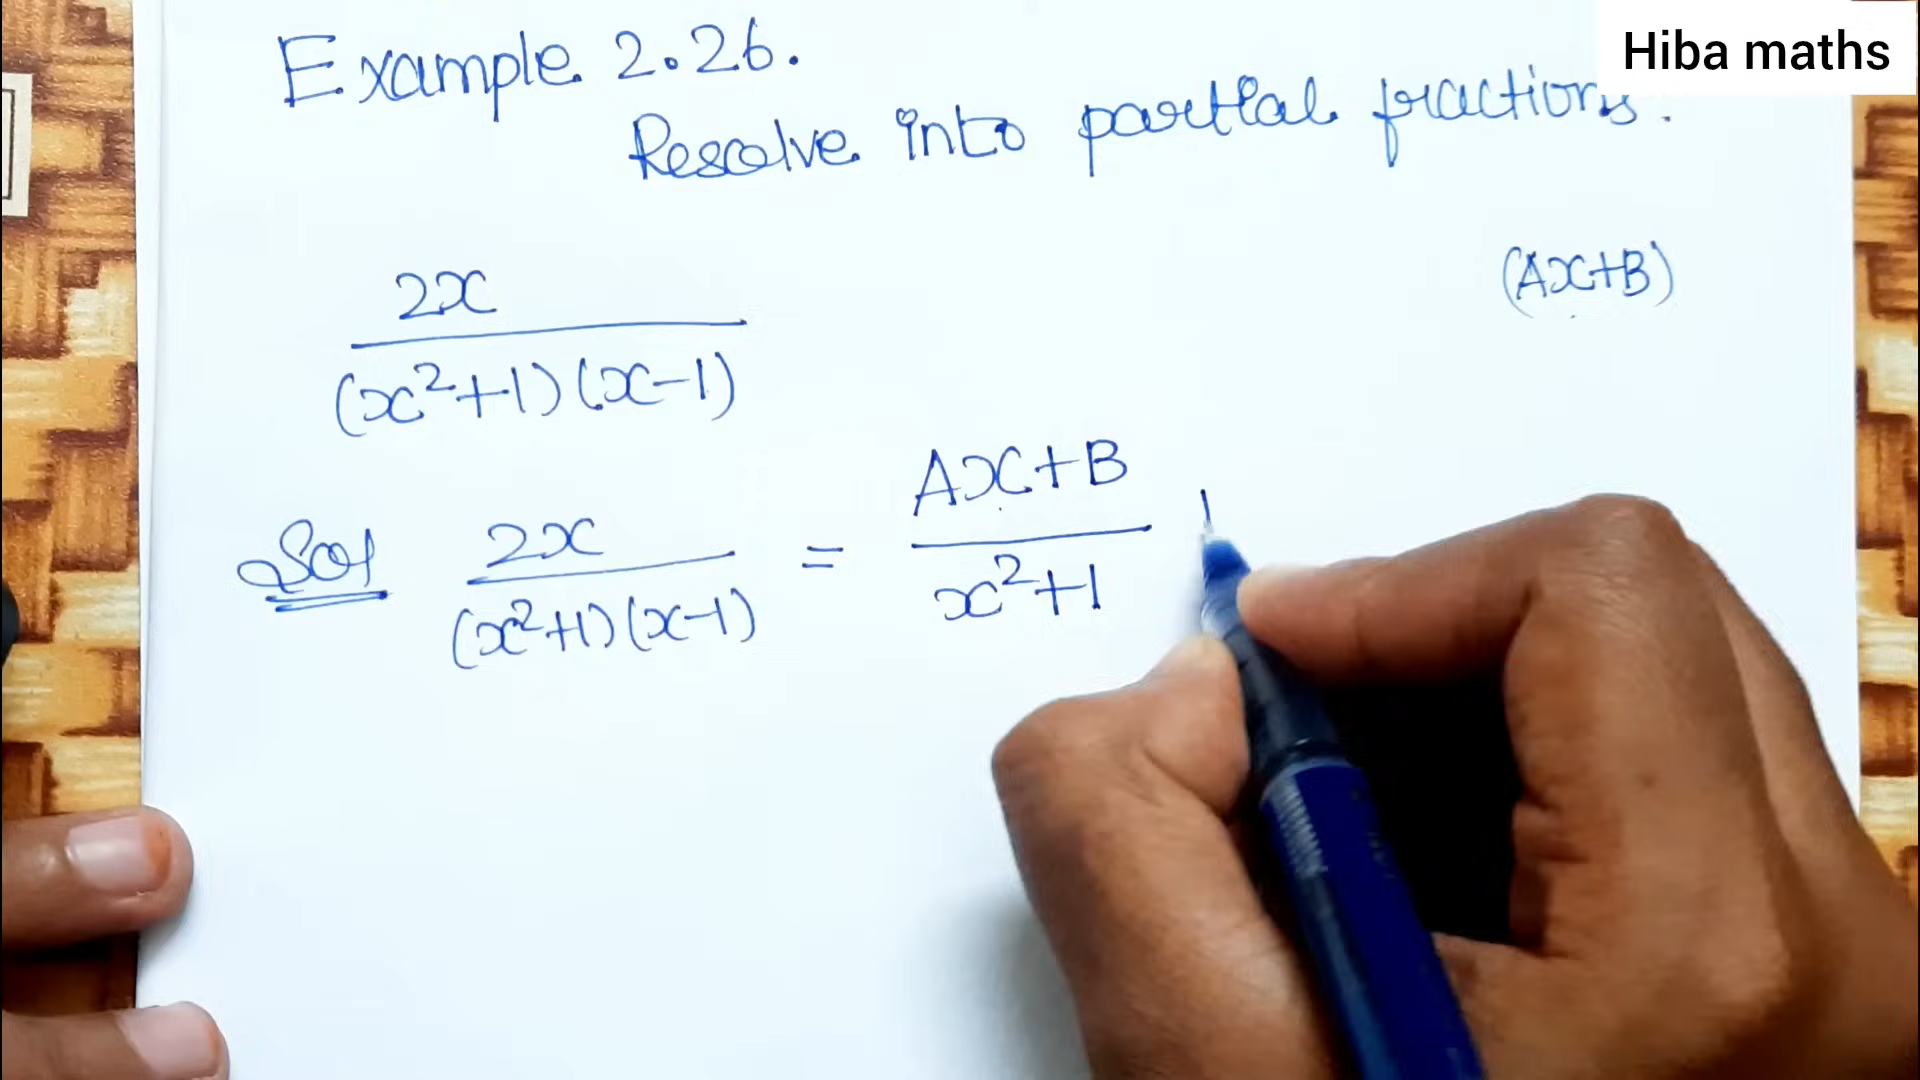 Hiba maths
Example 2.26.
Resolve into partial fractions.
(Ax+B)
2x
(x²+1)(x-1)
Sol 2x/(x²+1)(x-1) = Ax+B/x²+1